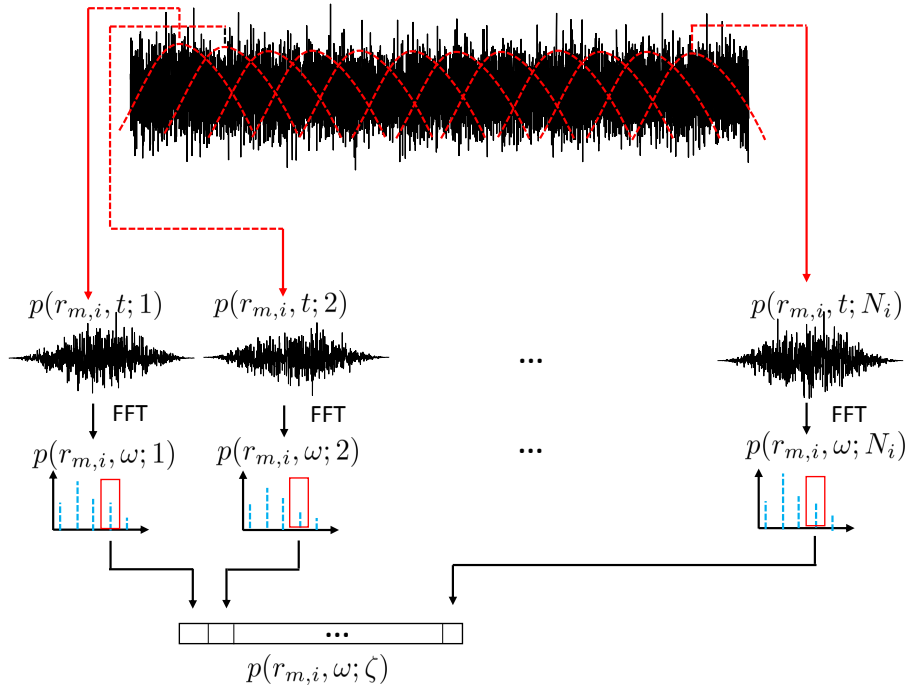 p(r_{m,i}, t; 1)
p(r_{m,i}, t; 2)
p(r_{m,i}, t; N_i)
...
FFT
FFT
FFT
p(r_{m,i}, ω; 1)
p(r_{m,i}, ω; 2)
...
p(r_{m,i}, ω; N_i)
...
p(r_{m,i}, ω; ζ)